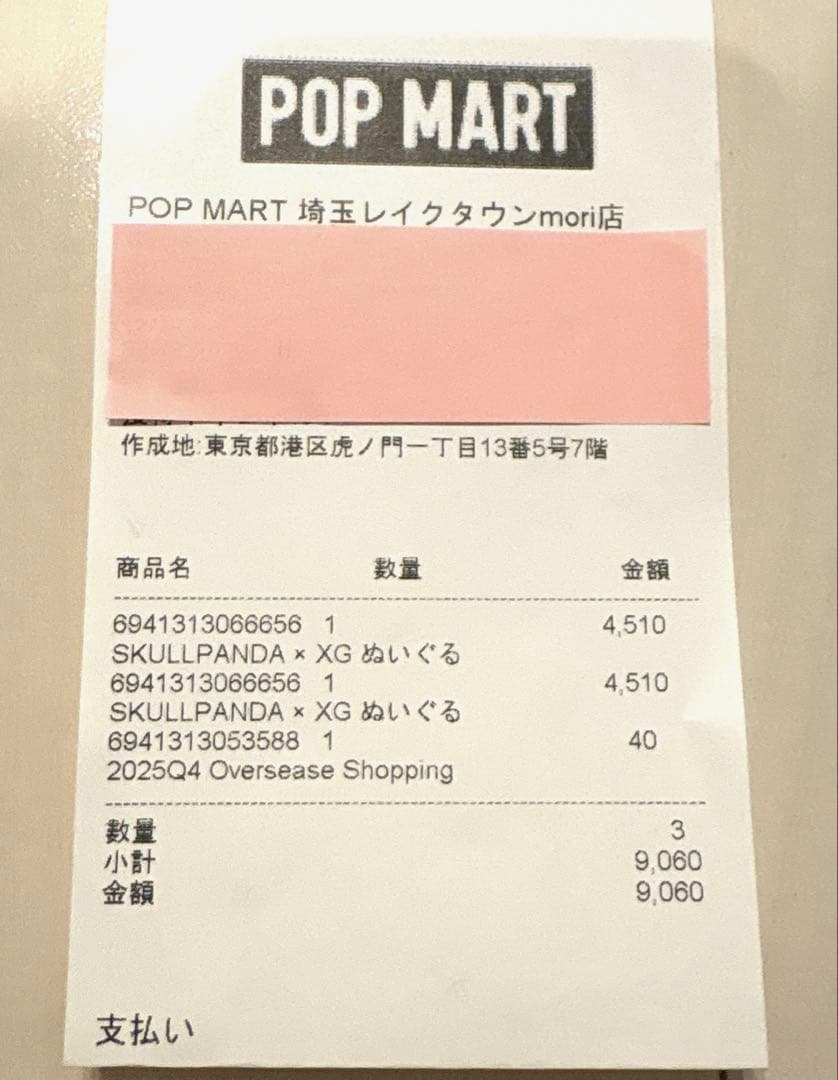 POP MART
POP MART 埼玉レイクタウンmori店
作成地:東京都港区虎ノ門一丁目13番5号7階
商品名 数量 金額
6941313066656 1 4,510
SKULLPANDA × XG ぬいぐる
6941313066656 1 4,510
SKULLPANDA × XG ぬいぐる
6941313053588 1 40
2025Q4 Oversease Shopping
数量 3
小計 9,060
金額 9,060
支払い